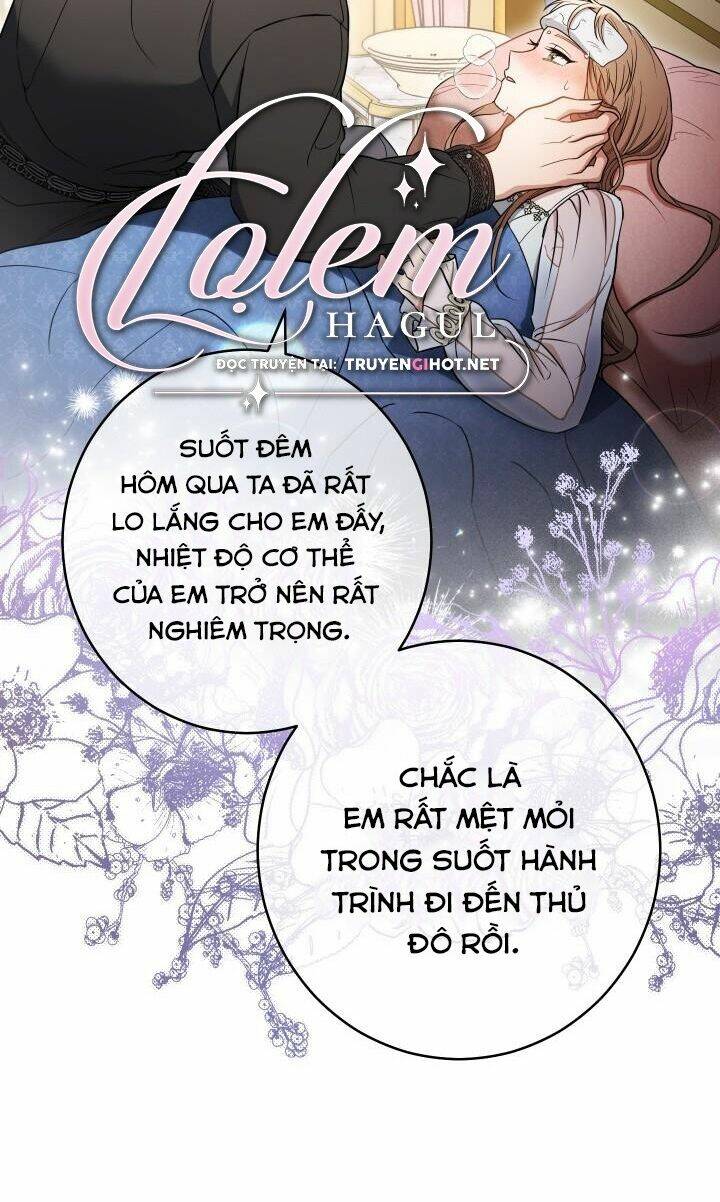 Lọlem
HAGUL
ĐỌC TRUYỆN TẠI: TRUYENGIHOT.NET
SUỐT ĐÊM
HÔM QUA TA ĐÃ RẤT
LO LẮNG CHO EM ĐẤY,
NHIỆT ĐỘ CƠ THỂ
CỦA EM TRỞ NÊN RẤT
NGHIÊM TRỌNG.
CHẮC LÀ
EM RẤT MỆT MỎI
TRONG SUỐT HÀNH
TRÌNH ĐI ĐẾN THỦ
ĐÔ RỒI.